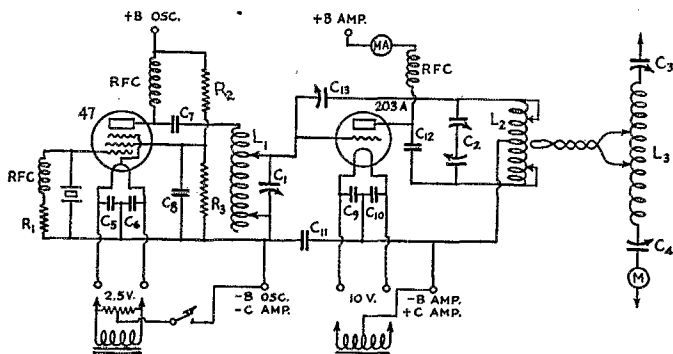 +B OSC.
+B AMP.
MA
RFC
R2
RFC
C3
47
C7
C13
203 A
L1
C12
C2
L2
L3
RFC
C1
C8
R3
R1
C5
C6
C9
C10
C11
C4
M
2.5 V.
-B OSC.
-C AMP.
10 V.
-B AMP.
+C AMP.